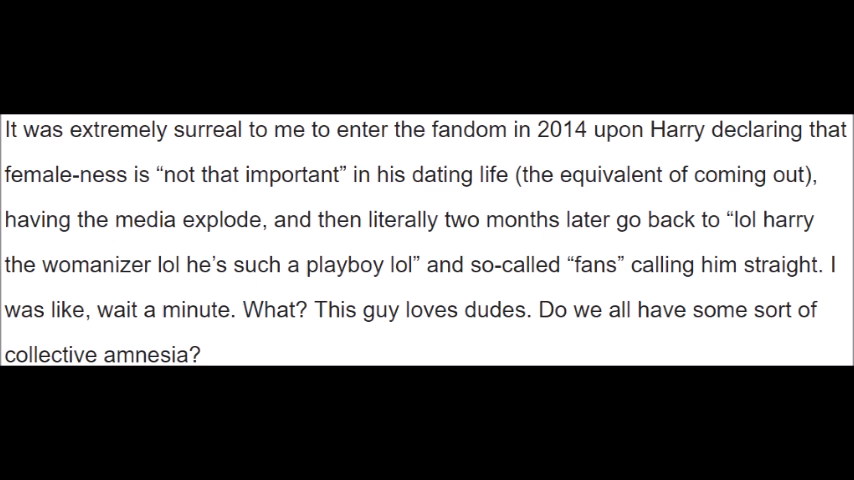 It was extremely surreal to me to enter the fandom in 2014 upon Harry declaring that
female-ness is “not that important” in his dating life (the equivalent of coming out),
having the media explode, and then literally two months later go back to “lol harry
the womanizer lol he’s such a playboy lol” and so-called “fans” calling him straight. I
was like, wait a minute. What? This guy loves dudes. Do we all have some sort of
collective amnesia?